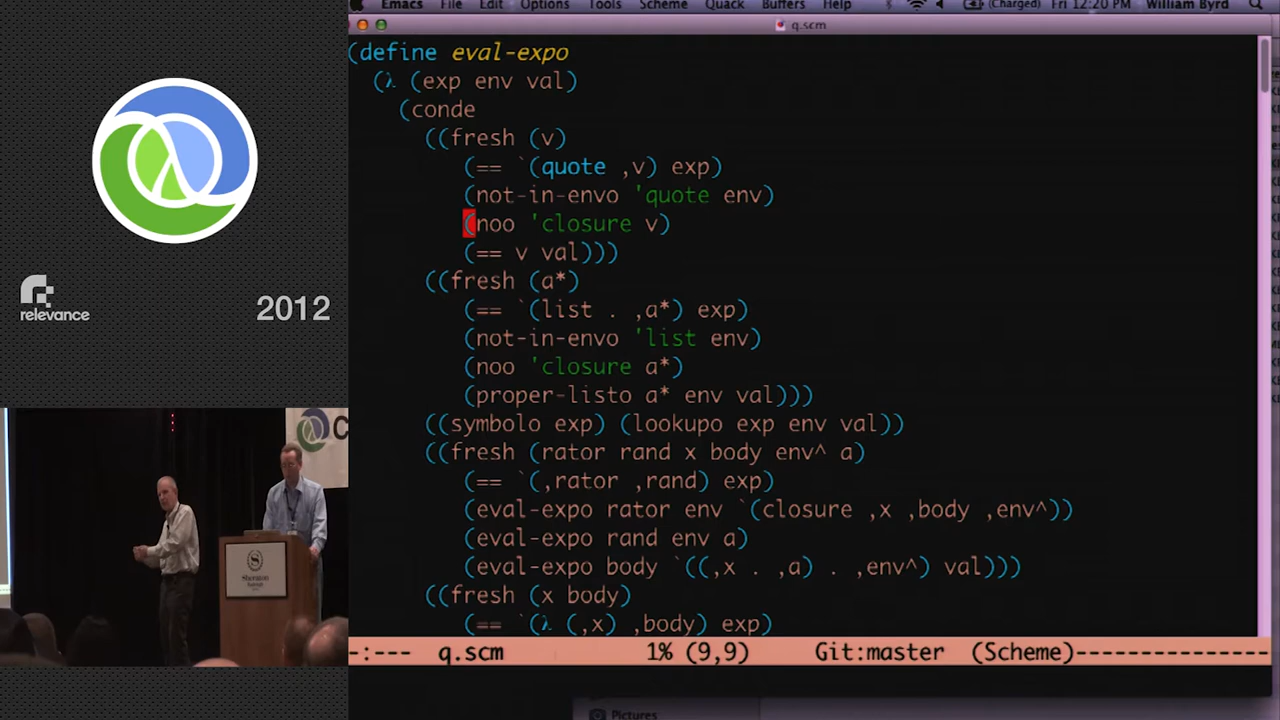 Emacs File Edit Options Tools Scheme Quack Buffers Help (Charged) Fri 12:20 PM William Byrd
q.scm
(define eval-expo
(λ (exp env val)
(conde
((fresh (v)
(== `(quote ,v) exp)
(not-in-envo 'quote env)
(noo 'closure v)
(== v val)))
((fresh (a*)
(== `(list . ,a*) exp)
(not-in-envo 'list env)
(noo 'closure a*)
(proper-listo a* env val)))
((symbolo exp) (lookupo exp env val))
((fresh (rator rand x body env^ a)
(== `(,rator ,rand) exp)
(eval-expo rator env `(closure ,x ,body ,env^))
(eval-expo rand env a)
(eval-expo body `((,x . ,a) . ,env^) val)))
((fresh (x body)
(== `(λ (,x) ,body) exp)
-:--- q.scm 1% (9,9) Git:master (Scheme)---------------
Pictures
relevance
2012
C
Sheraton